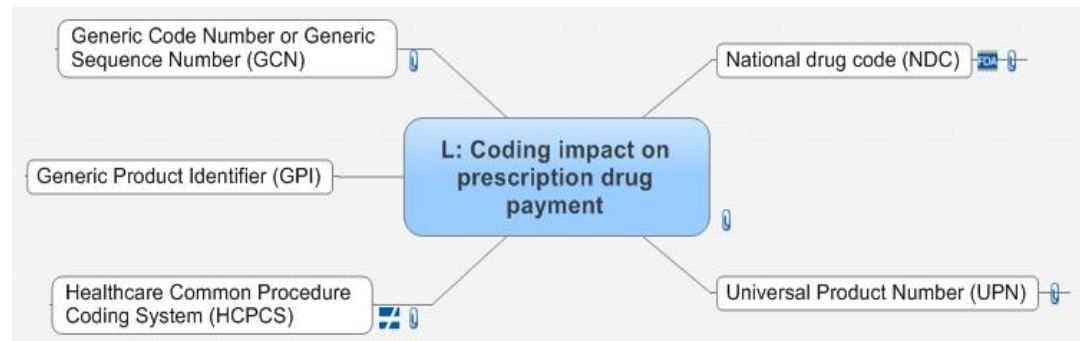 Generic Code Number or Generic
Sequence Number (GCN)
National drug code (NDC)
FDA
L: Coding impact on
prescription drug
payment
Generic Product Identifier (GPI)
Healthcare Common Procedure
Coding System (HCPCS)
Universal Product Number (UPN)